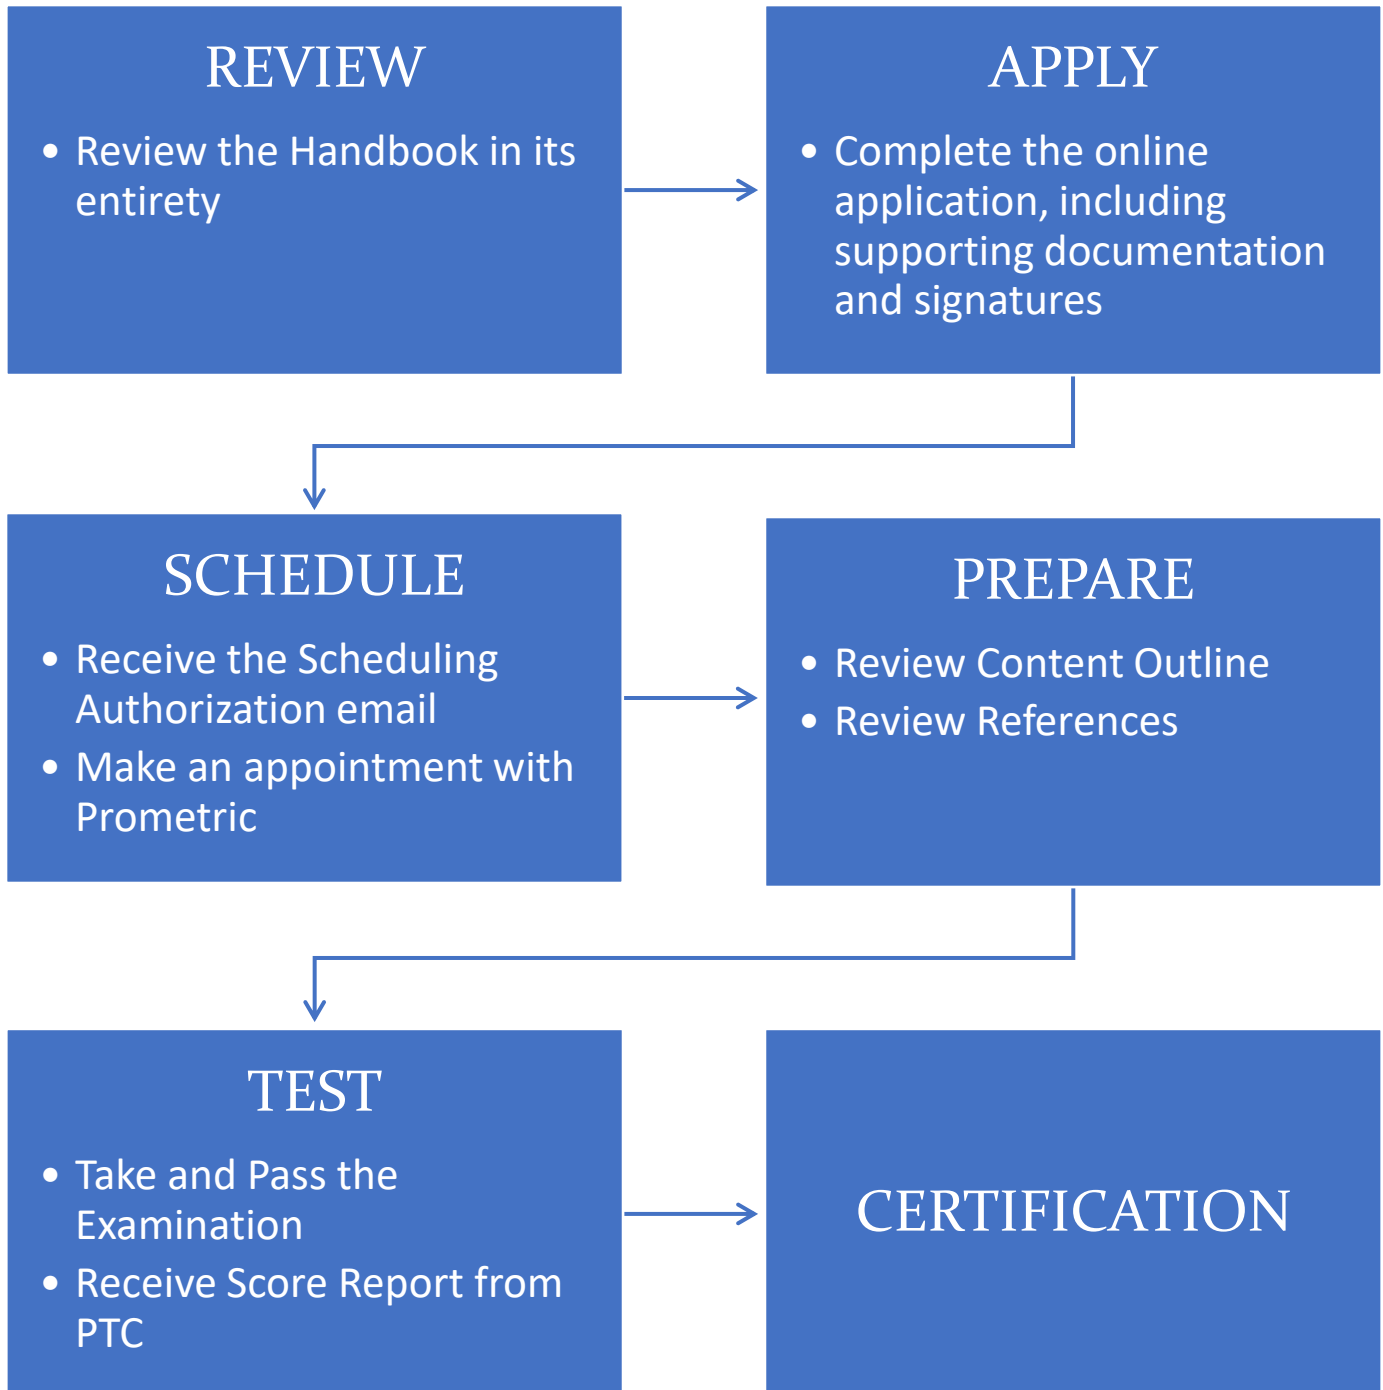 REVIEW
• Review the Handbook in its
entirety
APPLY
• Complete the online
application, including
supporting documentation
and signatures
SCHEDULE
• Receive the Scheduling
Authorization email
• Make an appointment with
Prometric
PREPARE
• Review Content Outline
• Review References
TEST
• Take and Pass the
Examination
• Receive Score Report from
PTC
CERTIFICATION